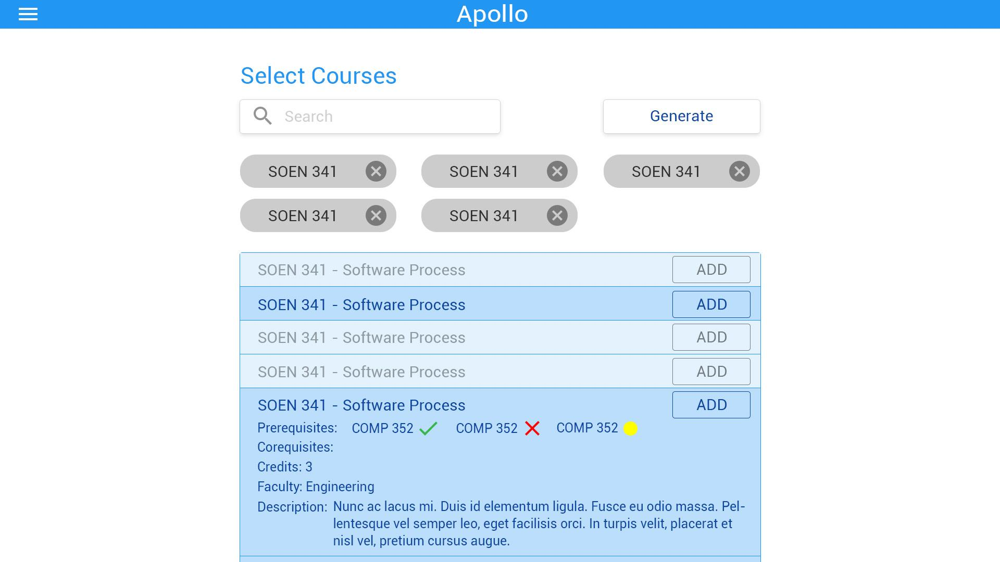 Apollo
Select Courses
Search
Generate
SOEN 341
SOEN 341
SOEN 341
SOEN 341
SOEN 341
SOEN 341 - Software Process ADD
SOEN 341 - Software Process ADD
SOEN 341 - Software Process ADD
SOEN 341 - Software Process ADD
SOEN 341 - Software Process ADD
Prerequisites: COMP 352 COMP 352 COMP 352
Corequisites:
Credits: 3
Faculty: Engineering
Description: Nunc ac lacus mi. Duis id elementum ligula. Fusce eu odio massa. Pel-
lentesque vel semper leo, eget facilisis orci. In turpis velit, placerat et
nisl vel, pretium cursus augue.